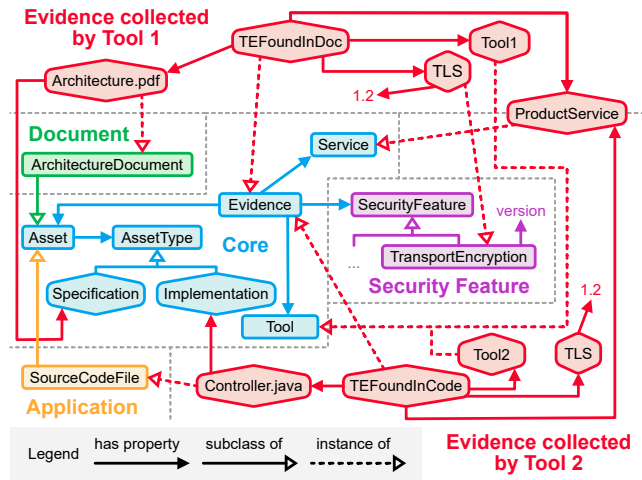 Evidence collected
by Tool 1
TEFoundInDoc
Tool1
Architecture.pdf
TLS
1.2
ProductService
Document
Service
ArchitectureDocument
Evidence
SecurityFeature
version
Asset
AssetType
Core
...
TransportEncryption
Security Feature
Specification
Implementation
1.2
Tool
Tool2
TLS
SourceCodeFile
Controller.java
TEFoundInCode
Application
Legend
has property
subclass of
instance of
Evidence collected
by Tool 2